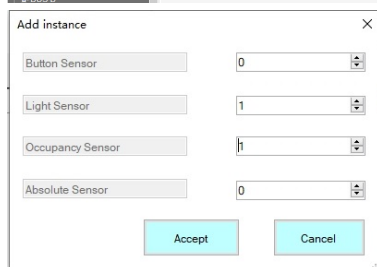 Add instance
Button Sensor 0
Light Sensor 1
Occupancy Sensor 1
Absolute Sensor 0
Accept Cancel